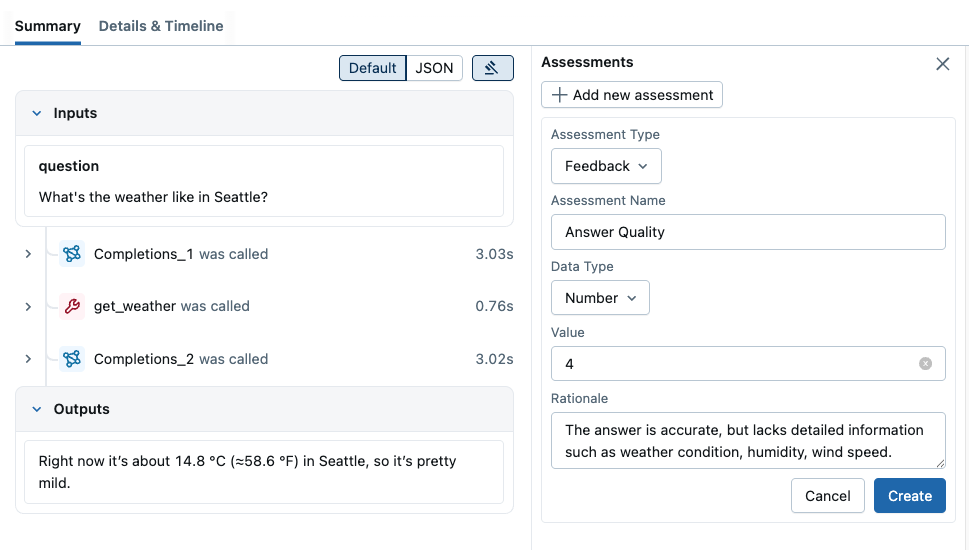 Summary
Details & Timeline
Default
JSON
Inputs
question
What's the weather like in Seattle?
Completions_1 was called
3.03s
get_weather was called
0.76s
Completions_2 was called
3.02s
Outputs
Right now it’s about 14.8 °C (≈58.6 °F) in Seattle, so it’s pretty
mild.
Assessments
Add new assessment
Assessment Type
Feedback
Assessment Name
Answer Quality
Data Type
Number
Value
4
Rationale
The answer is accurate, but lacks detailed information
such as weather condition, humidity, wind speed.
Cancel
Create